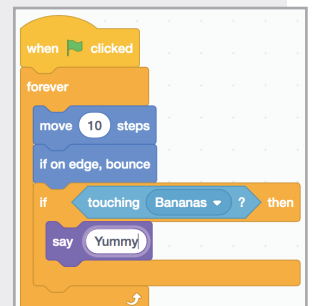 when clicked
forever
move 10 steps
if on edge, bounce
if touching Bananas ? then
say Yummy